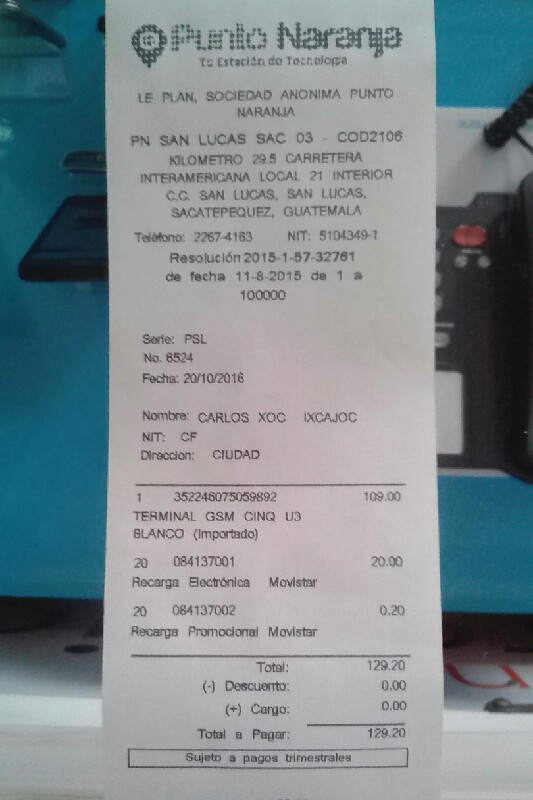 Punto Naranja
Tu Estación de Tecnología
LE PLAN, SOCIEDAD ANONIMA PUNTO
NARANJA
PN SAN LUCAS SAC 03 - COD2106
KILOMETRO 29.5 CARRETERA
INTERAMERICANA LOCAL 21 INTERIOR
C.C. SAN LUCAS, SAN LUCAS,
SACATEPEQUEZ, GUATEMALA
Teléfono: 2267-4163 NIT: 5104349-1
Resolución 2015-1-57-32761
de fecha 11-8-2015 de 1 a
100000
Serie: PSL
No. 6524
Fecha: 20/10/2016
Nombre: CARLOS XOC IXCAJOC
NIT: CF
Direccion: CIUDAD
1 352246075059892 109.00
TERMINAL GSM CINQ U3
BLANCO (Importado)
20 084137001 20.00
Recarga Electrónica Movistar
20 084137002 0.20
Recarga Promocional Movistar
Total: 129.20
(-) Descuento: 0.00
(+) Cargo: 0.00
Total a Pagar: 129.20
Sujeto a pagos trimestrales